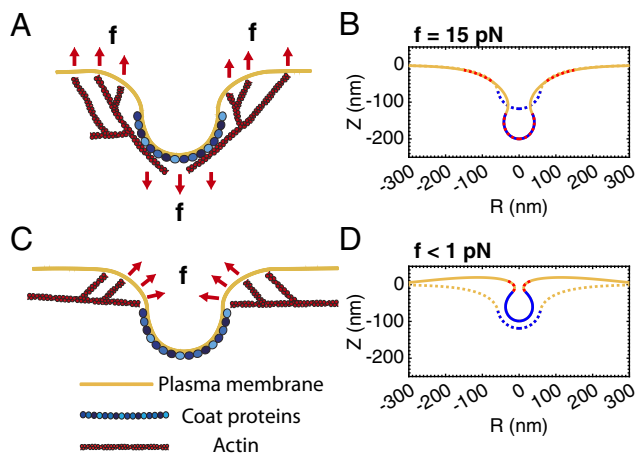 A
f
f
f
B
f = 15 pN
Z (nm)
0
-100
-200
-300
-200
-100
0
100
200
300
R (nm)
C
f
D
f < 1 pN
Z (nm)
0
-100
-200
-300
-200
-100
0
100
200
300
R (nm)
Plasma membrane
Coat proteins
Actin